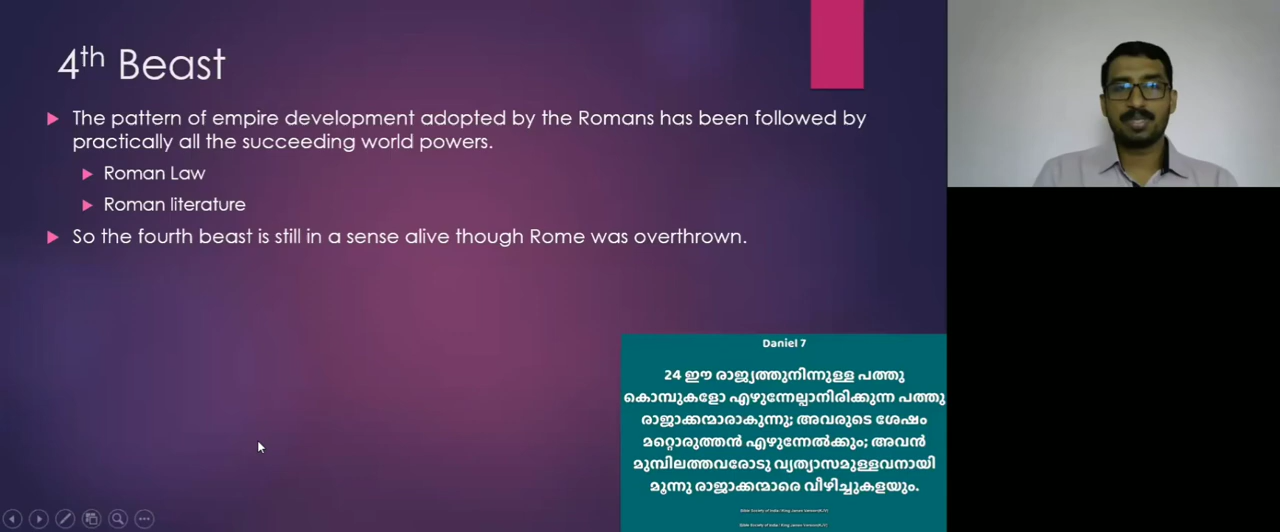 4th Beast
The pattern of empire development adopted by the Romans has been followed by
practically all the succeeding world powers.
Roman Law
Roman literature
So the fourth beast is still in a sense alive though Rome was overthrown.
Daniel 7
24 ഈ രാജ്യത്തുനിന്നുള്ള പത്തു
കൊമ്പുകളോ എഴുന്നേല്പാനിരിക്കുന്ന പത്തു
രാജാക്കന്മാരാകുന്നു; അവരുടെ ശേഷം
മറ്റൊരുത്തൻ എഴുന്നേൽക്കും; അവൻ
മുമ്പിലത്തവരോടു വ്യത്യാസമുള്ളവനായി
മൂന്നു രാജാക്കന്മാരെ വീഴിച്ചുകളയും.